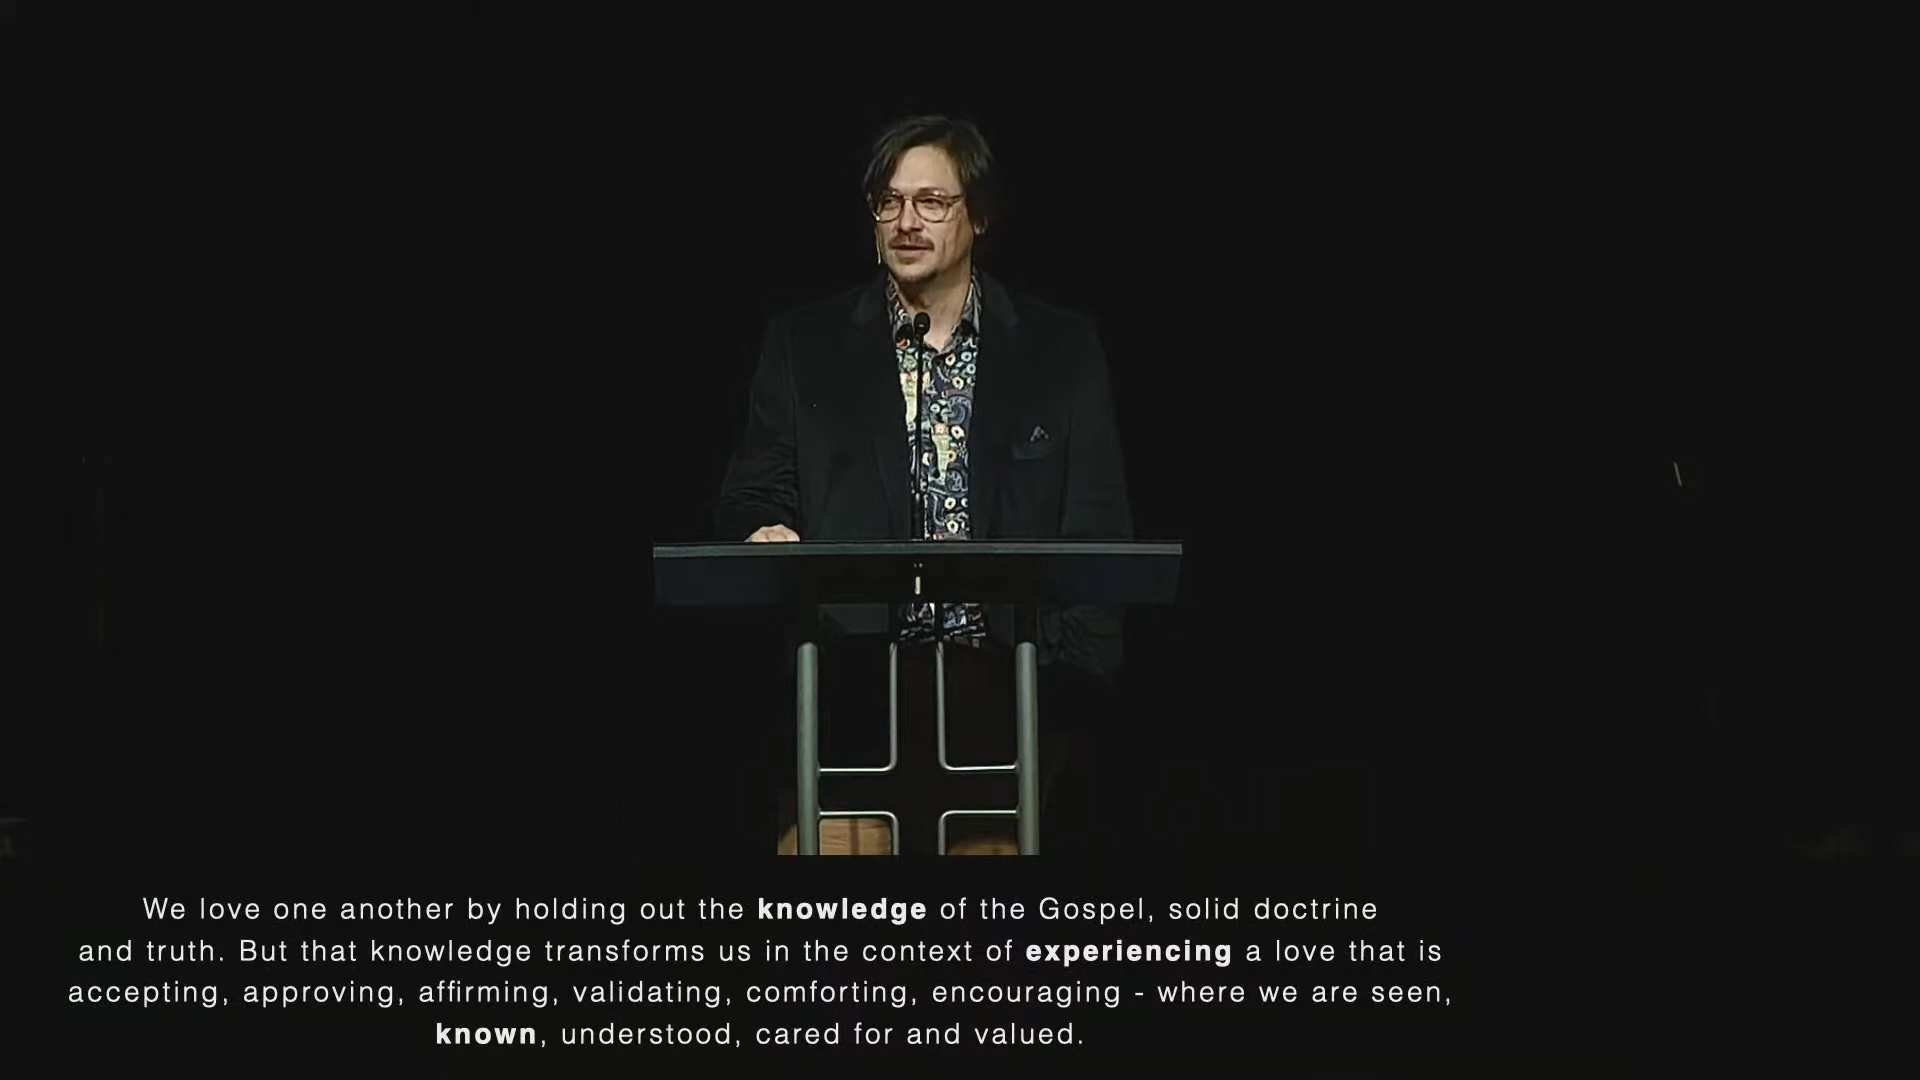 We love one another by holding out the knowledge of the Gospel, solid doctrine
and truth. But that knowledge transforms us in the context of experiencing a love that is
accepting, approving, affirming, validating, comforting, encouraging - where we are seen,
known, understood, cared for and valued.